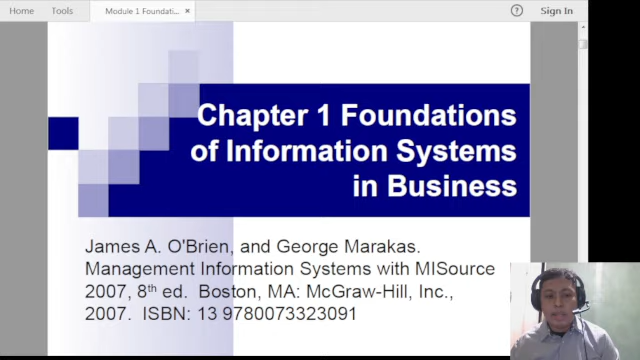 Home Tools Module 1 Foundati... × ? Sign In
Chapter 1 Foundations
of Information Systems
in Business
James A. O'Brien, and George Marakas.
Management Information Systems with MISource
2007, 8th ed. Boston, MA: McGraw-Hill, Inc.,
2007. ISBN: 13 9780073323091